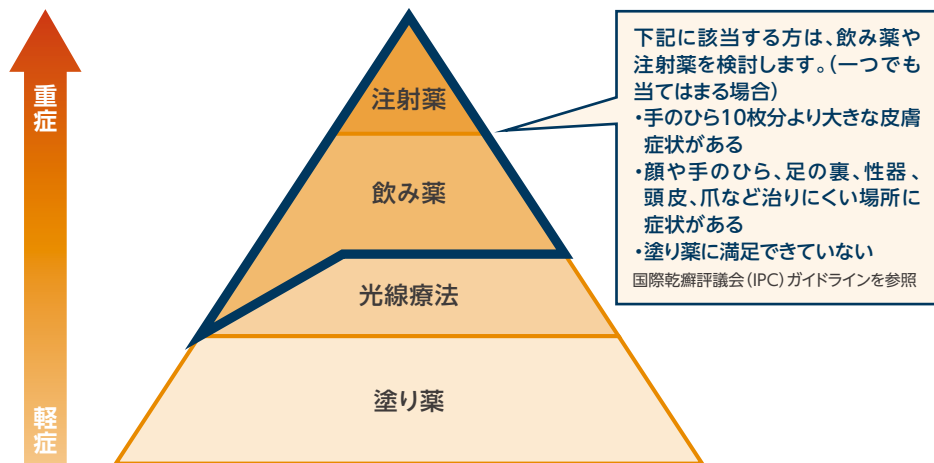 重症
軽症
注射薬
飲み薬
光線療法
塗り薬
下記に該当する方は、飲み薬や
注射薬を検討します。(一つでも
当てはまる場合)
・手のひら10枚分より大きな皮膚
症状がある
・顔や手のひら、足の裏、性器、
頭皮、爪など治りにくい場所に
症状がある
・塗り薬に満足できていない
国際乾癬評議会(IPC)ガイドラインを参照